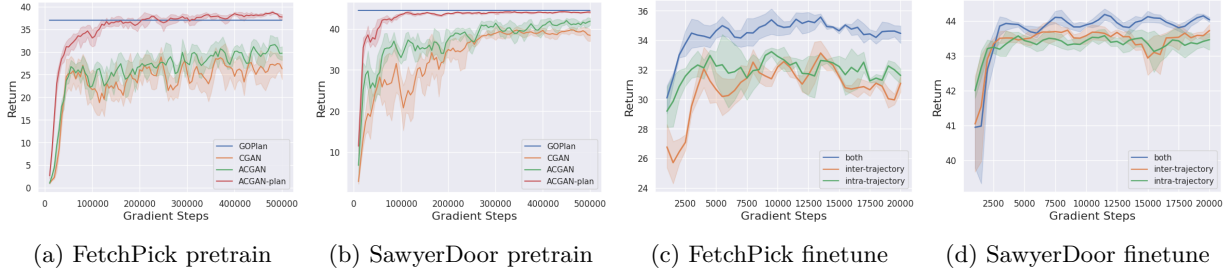 Return
40
35
30
25
20
15
10
5
0
GOPlan
CGAN
ACGAN
ACGAN-plan
0
100000
200000
300000
400000
500000
Gradient Steps
(a) FetchPick pretrain
Return
40
30
20
10
GOPlan
CGAN
ACGAN
ACGAN-plan
0
100000
200000
300000
400000
500000
Gradient Steps
(b) SawyerDoor pretrain
Return
36
34
32
30
28
26
24
both
inter-trajectory
intra-trajectory
2500
5000
7500
10000
12500
15000
17500
20000
Gradient Steps
(c) FetchPick finetune
Return
44
43
42
41
40
both
inter-trajectory
intra-trajectory
2500
5000
7500
10000
12500
15000
17500
20000
Gradient Steps
(d) SawyerDoor finetune